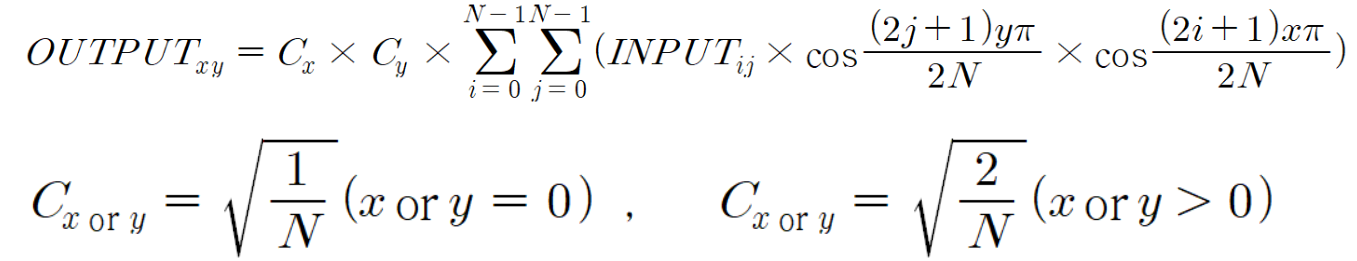 OUTPUT_{xy} = C_x × C_y × \sum_{i=0}^{N-1} \sum_{j=0}^{N-1} (INPUT_{ij} × cos \frac{(2j+1)yπ}{2N} × cos \frac{(2i+1)xπ}{2N})
C_{x or y} = \sqrt{\frac{1}{N}} (x or y = 0) , C_{x or y} = \sqrt{\frac{2}{N}} (x or y > 0)